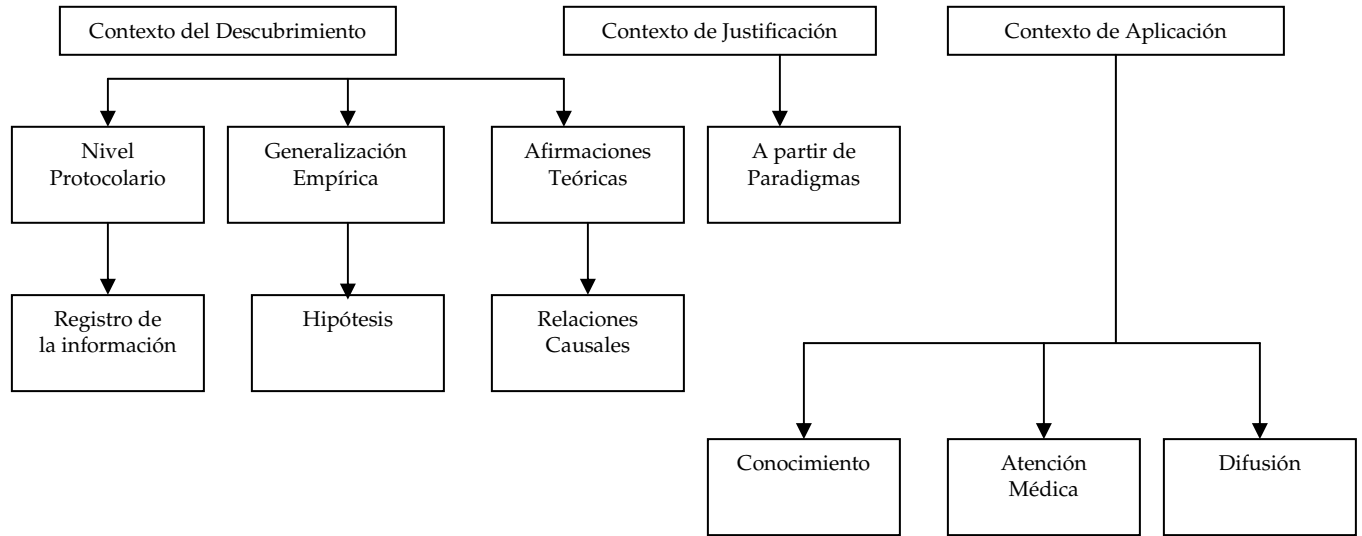 Contexto del Descubrimiento
Contexto de Justificación
Contexto de Aplicación
Nivel
Protocolario
Generalización
Empírica
Afirmaciones
Teóricas
A partir de
Paradigmas
Registro de
la información
Hipótesis
Relaciones
Causales
Conocimiento
Atención
Médica
Difusión